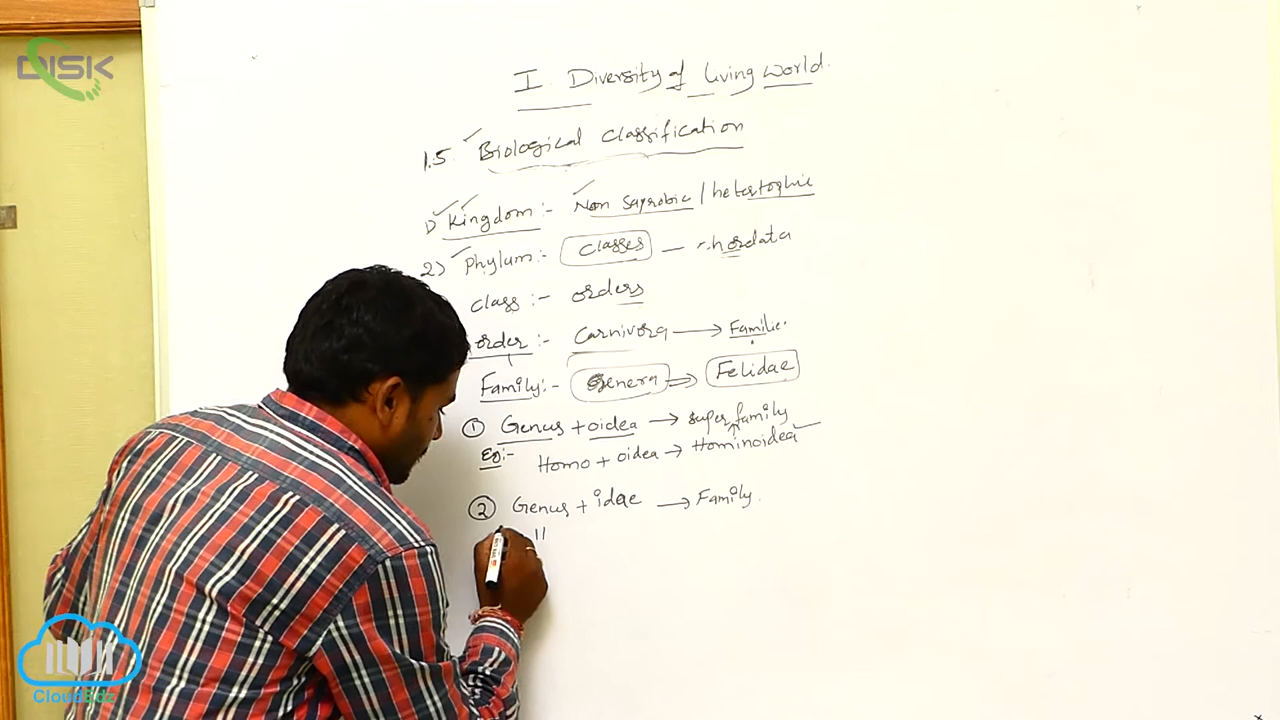 DISK
I. Diversity of living world.
1.5. Biological classification
1) Kingdom :- Non saprobic / hetertophic
2) Phylum :- classes — chordata
class :- orders
order :- Carnivora → Familie.
Family :- Genera ⇒ Felidae
① Genus + oidea → super family
Eg :- Homo + oidea → Hominoidea
② Genus + idae → Family.
"
CloudEdz